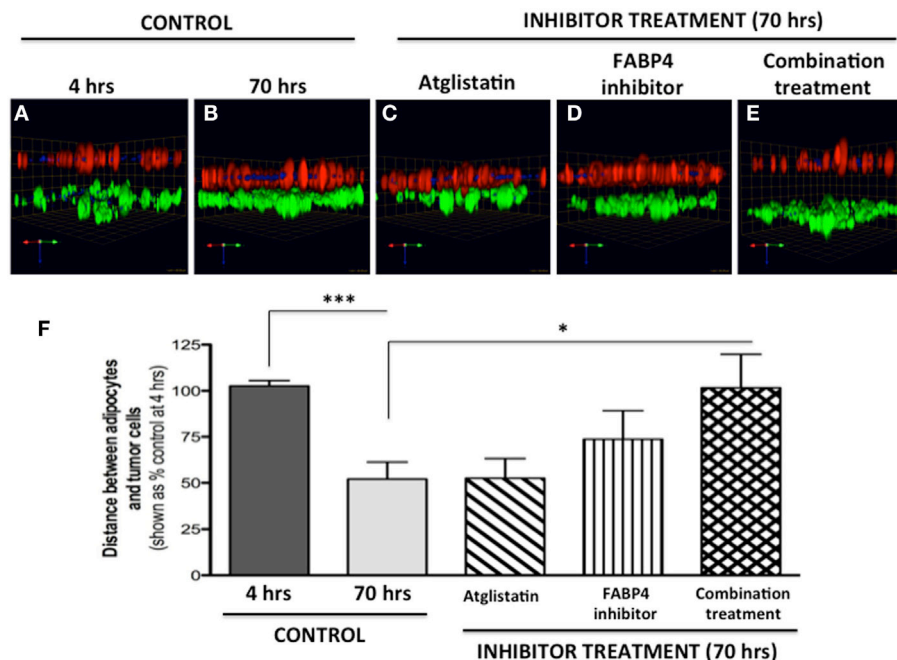 CONTROL
INHIBITOR TREATMENT (70 hrs)
4 hrs
70 hrs
Atglistatin
FABP4
inhibitor
Combination
treatment
A
B
C
D
E
F
***
*
Distance between adipocytes
and tumor cells
(shown as % control at 4 hrs)
125
100
75
50
25
0
4 hrs
70 hrs
Atglistatin
FABP4
inhibitor
Combination
treatment
CONTROL
INHIBITOR TREATMENT (70 hrs)